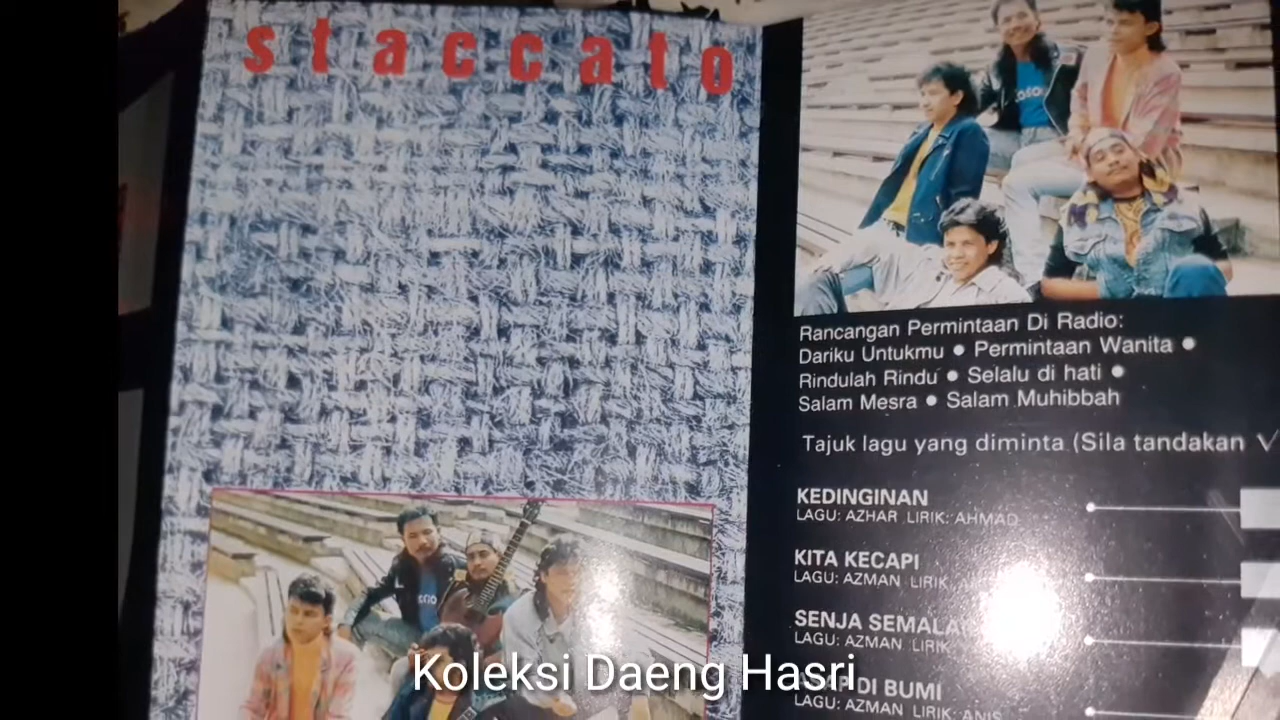 staccato
Rancangan Permintaan Di Radio:
Dariku Untukmu ● Permintaan Wanita ●
Rindulah Rindu ● Selalu di hati ●
Salam Mesra ● Salam Muhibbah
Tajuk lagu yang diminta (Sila tandakan √
KEDINGINAN
LAGU: AZHAR LIRIK: AHMAD
KITA KECAPI
LAGU: AZMAN LIRIK
SENJA SEMALA
LAGU: AZMAN LIRIK
DI BUMI
LAGU: AZMAN LIRIK: ANIS
Koleksi Daeng Hasri